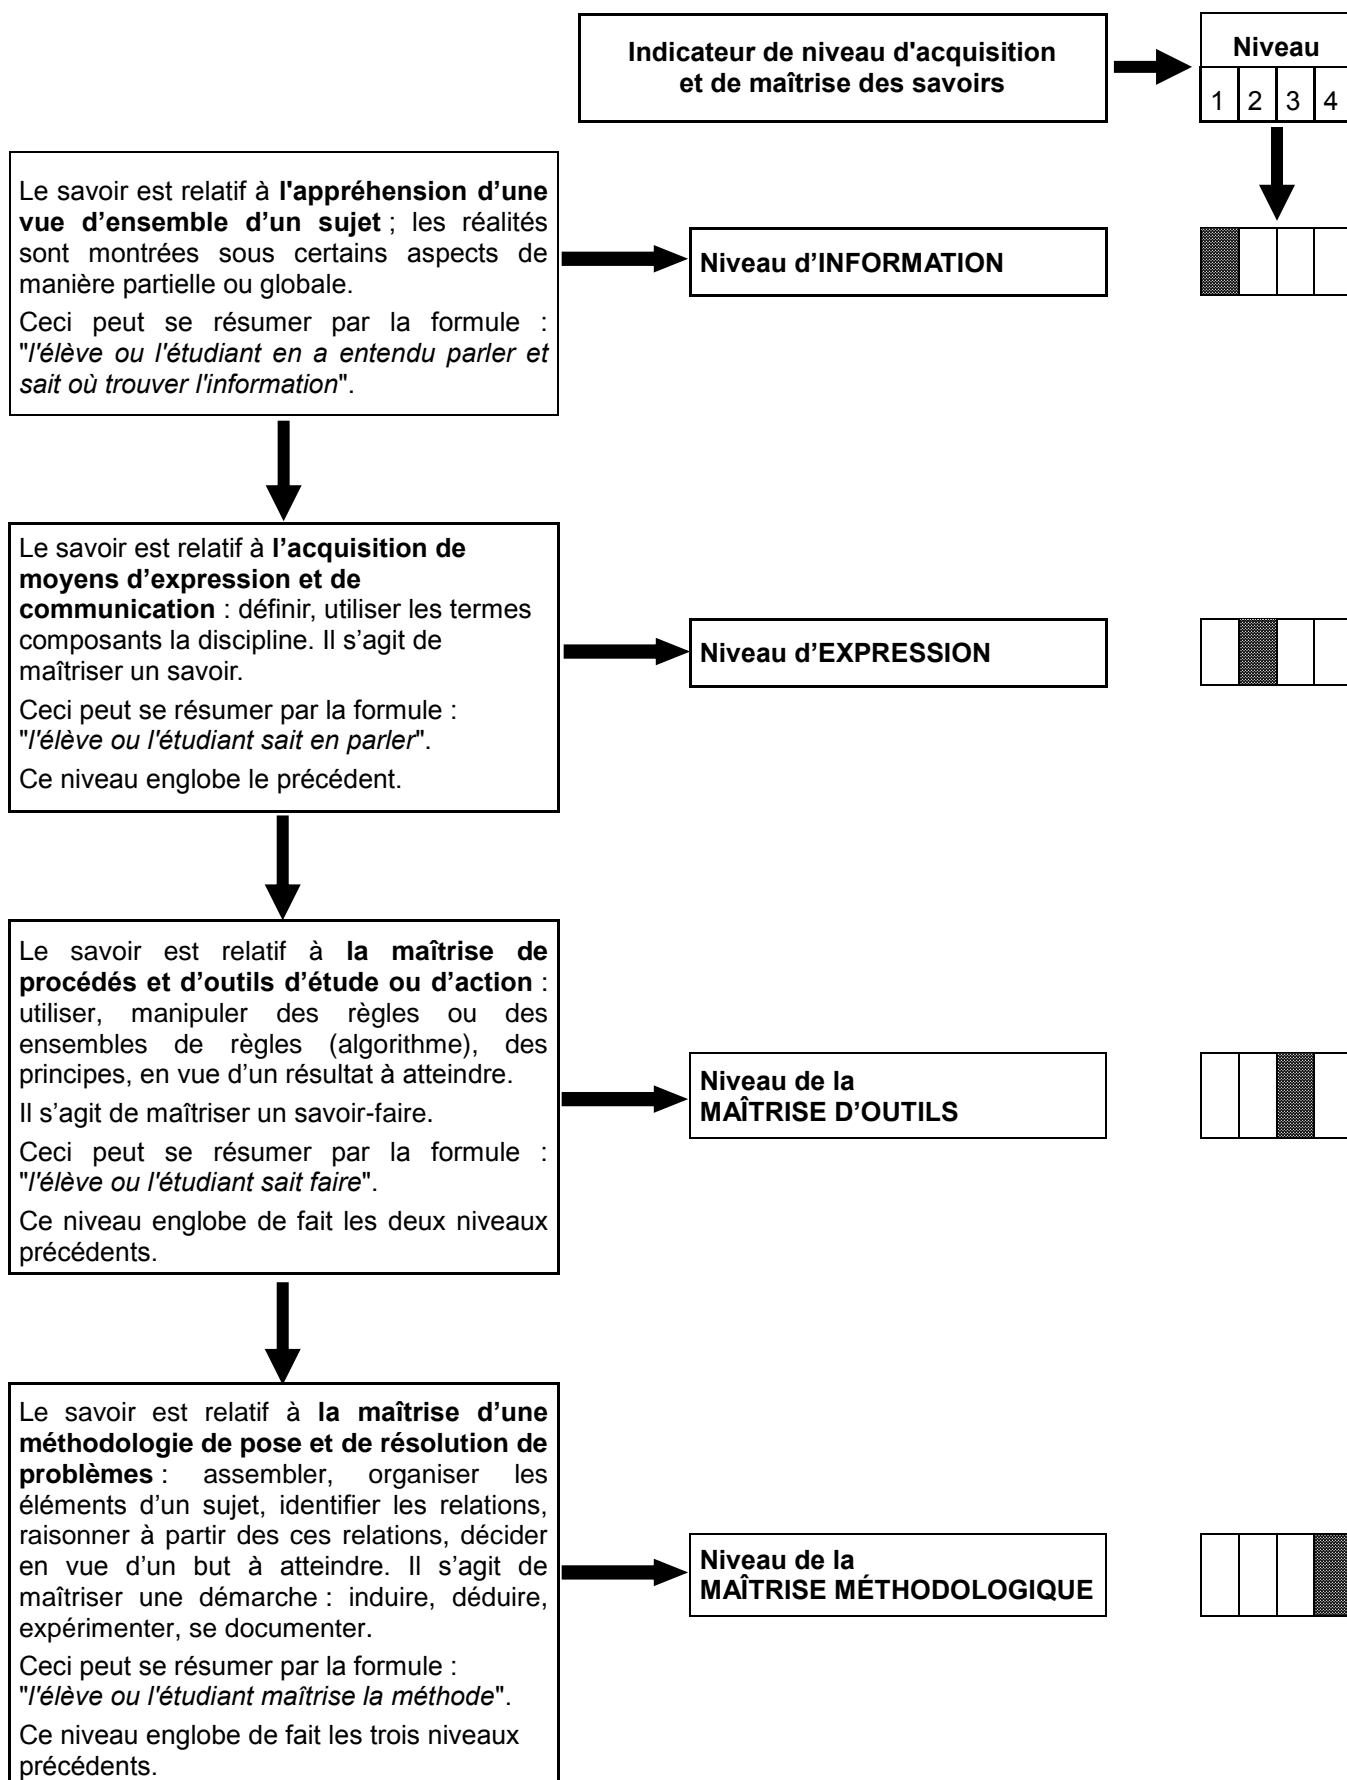 Indicateur de niveau d'acquisition
et de maîtrise des savoirs
Niveau
1 2 3 4
Le savoir est relatif à l'appréhension d’une
vue d’ensemble d’un sujet ; les réalités
sont montrées sous certains aspects de
manière partielle ou globale.
Ceci peut se résumer par la formule :
"l'élève ou l'étudiant en a entendu parler et
sait où trouver l'information".
Niveau d’INFORMATION
Le savoir est relatif à l’acquisition de
moyens d’expression et de
communication : définir, utiliser les termes
composants la discipline. Il s’agit de
maîtriser un savoir.
Ceci peut se résumer par la formule :
"l'élève ou l'étudiant sait en parler".
Ce niveau englobe le précédent.
Niveau d’EXPRESSION
Le savoir est relatif à la maîtrise de
procédés et d’outils d’étude ou d’action :
utiliser, manipuler des règles ou des
ensembles de règles (algorithme), des
principes, en vue d’un résultat à atteindre.
Il s’agit de maîtriser un savoir-faire.
Ceci peut se résumer par la formule :
"l'élève ou l'étudiant sait faire".
Ce niveau englobe de fait les deux niveaux
précédents.
Niveau de la
MAÎTRISE D’OUTILS
Le savoir est relatif à la maîtrise d’une
méthodologie de pose et de résolution de
problèmes : assembler, organiser les
éléments d’un sujet, identifier les relations,
raisonner à partir des ces relations, décider
en vue d’un but à atteindre. Il s’agit de
maîtriser une démarche : induire, déduire,
expérimenter, se documenter.
Ceci peut se résumer par la formule :
"l'élève ou l'étudiant maîtrise la méthode".
Ce niveau englobe de fait les trois niveaux
précédents.
Niveau de la
MAÎTRISE MÉTHODOLOGIQUE